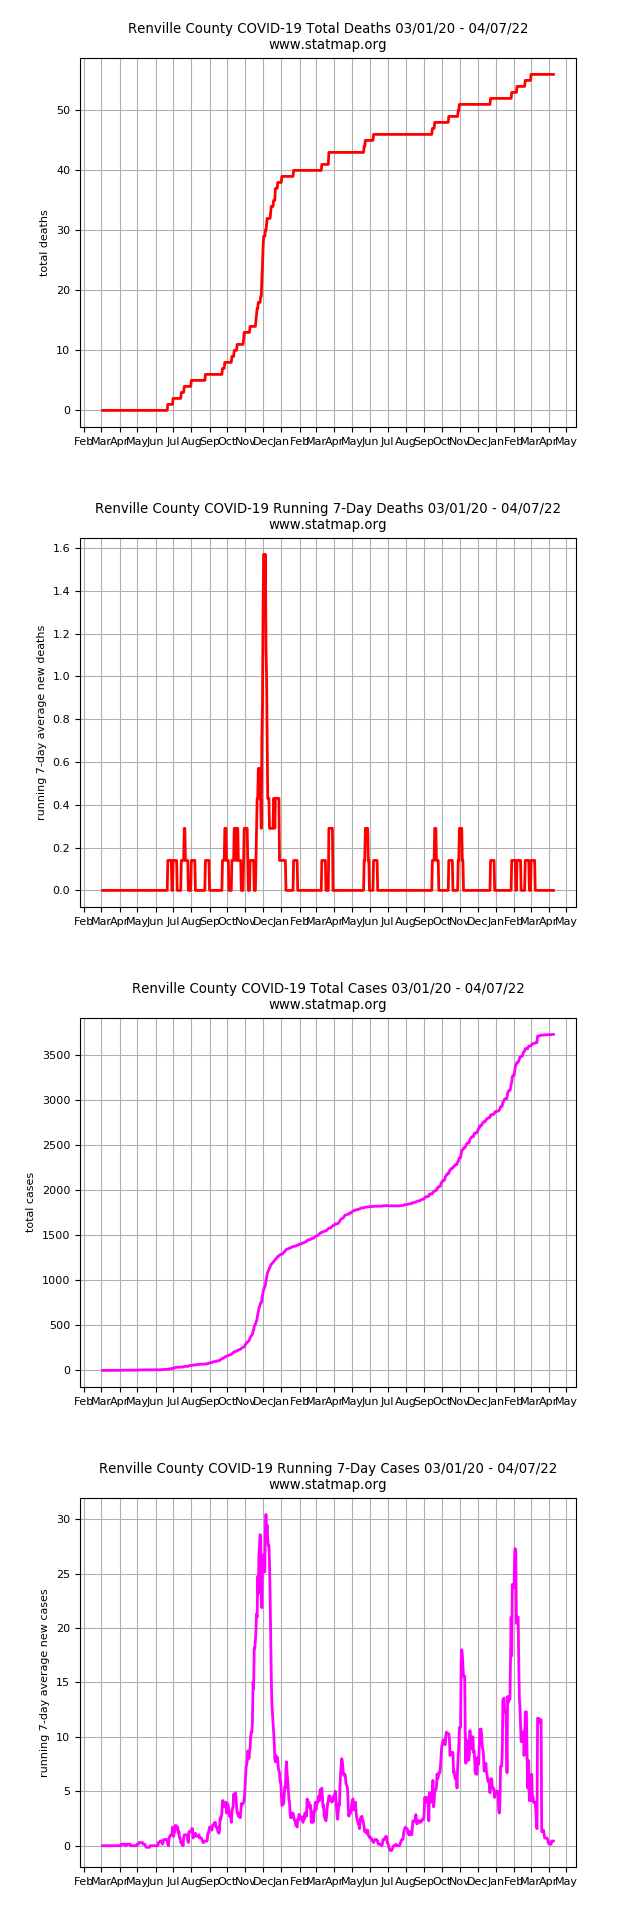 Renville County COVID-19 Total Deaths 03/01/20 - 04/07/22
www.statmap.org
total deaths
50
40
30
20
10
0
Feb Mar Apr May Jun Jul Aug Sep Oct Nov Dec Jan Feb Mar Apr May Jun Jul Aug Sep Oct Nov Dec Jan Feb Mar Apr May
Renville County COVID-19 Running 7-Day Deaths 03/01/20 - 04/07/22
www.statmap.org
running 7-day average new deaths
1.6
1.4
1.2
1.0
0.8
0.6
0.4
0.2
0.0
Feb Mar Apr May Jun Jul Aug Sep Oct Nov Dec Jan Feb Mar Apr May Jun Jul Aug Sep Oct Nov Dec Jan Feb Mar Apr May
Renville County COVID-19 Total Cases 03/01/20 - 04/07/22
www.statmap.org
total cases
3500
3000
2500
2000
1500
1000
500
0
Feb Mar Apr May Jun Jul Aug Sep Oct Nov Dec Jan Feb Mar Apr May Jun Jul Aug Sep Oct Nov Dec Jan Feb Mar Apr May
Renville County COVID-19 Running 7-Day Cases 03/01/20 - 04/07/22
www.statmap.org
running 7-day average new cases
30
25
20
15
10
5
0
Feb Mar Apr May Jun Jul Aug Sep Oct Nov Dec Jan Feb Mar Apr May Jun Jul Aug Sep Oct Nov Dec Jan Feb Mar Apr May